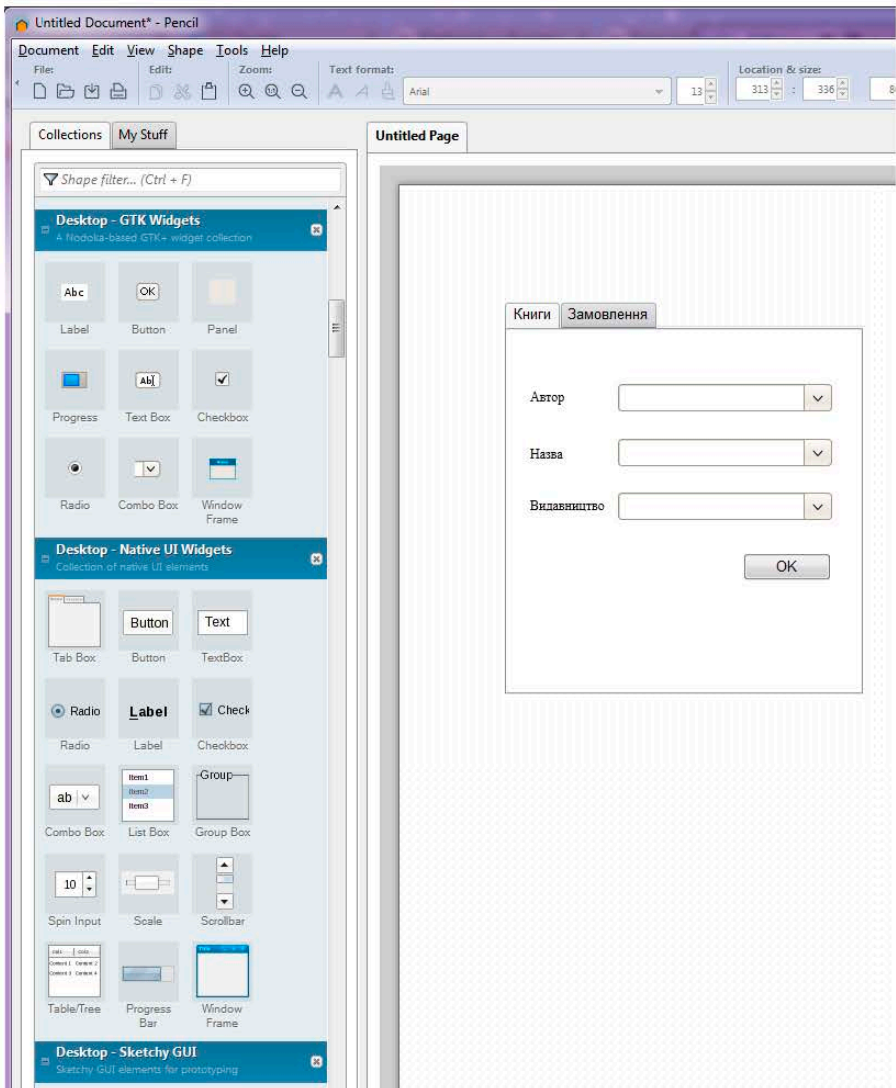 Untitled Document* - Pencil
Document Edit View Shape Tools Help
File: Edit: Zoom: Text format: Location & size:
Arial 13 313 : 336
Collections My Stuff
Untitled Page
Shape filter... (Ctrl + F)
Desktop - GTK Widgets
A Nodoka-based GTK+ widget collection
Abc OK
Label Button Panel
Ab
Progress Text Box Checkbox
Radio Combo Box Window
Frame
Desktop - Native UI Widgets
Collection of native UI elements
Button Text
Tab Box Button TextBox
Radio Label Check
Radio Label Checkbox
ab
Item1
Item2
Item3
Group
Combo Box List Box Group Box
10
Spin Input Scale Scrollbar
Table/Tree Progress
Bar
Window
Frame
Desktop - Sketchy GUI
Sketchy GUI elements for prototyping
Книги Замовлення
Автор
Назва
Видавництво
OK